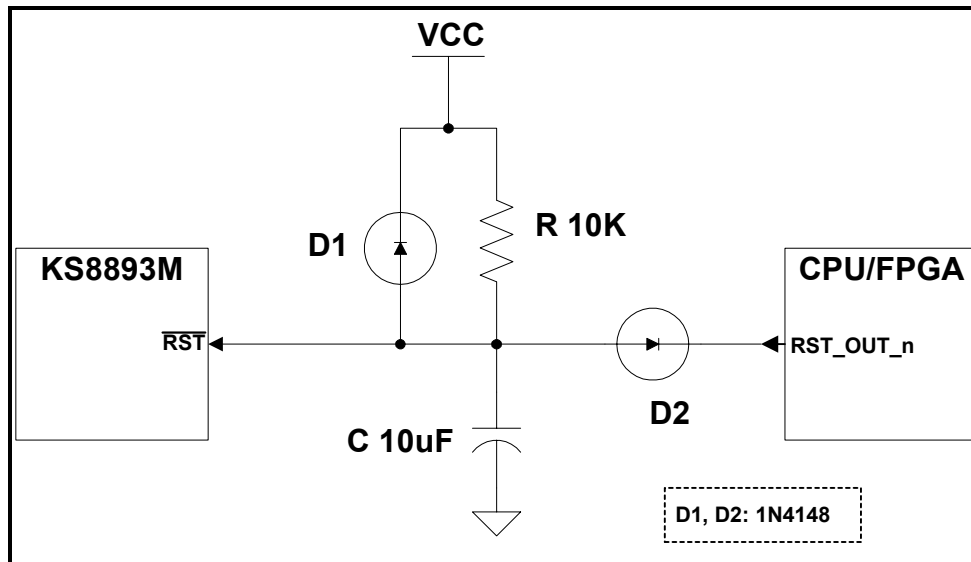 VCC
D1
R 10K
KS8893M
RST
CPU/FPGA
RST_OUT_n
D2
C 10uF
D1, D2: 1N4148